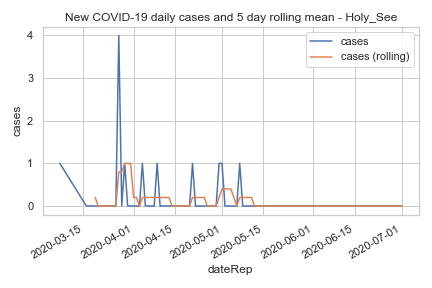 New COVID-19 daily cases and 5 day rolling mean - Holy_See
cases
cases (rolling)
cases
4
3
2
1
0
2020-03-15
2020-04-01
2020-04-15
2020-05-01
2020-05-15
2020-06-01
2020-06-15
2020-07-01
dateRep